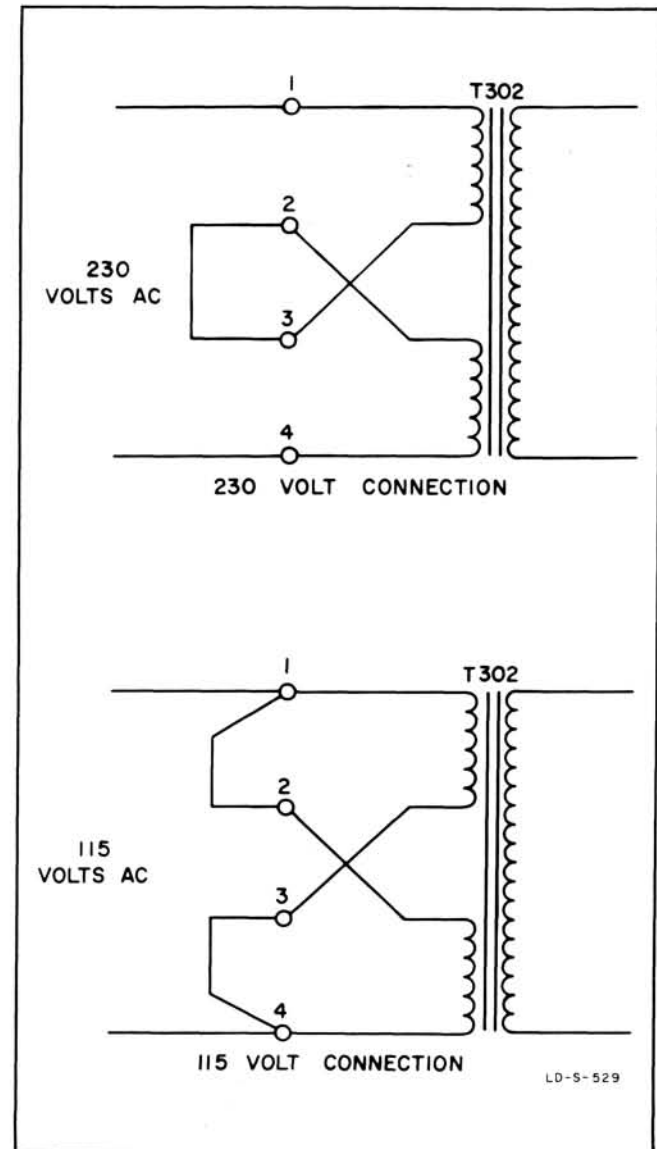 1
T302
2
230
VOLTS AC
3
4
230 VOLT CONNECTION
1
T302
2
115
VOLTS AC
3
4
115 VOLT CONNECTION
LD-S-529